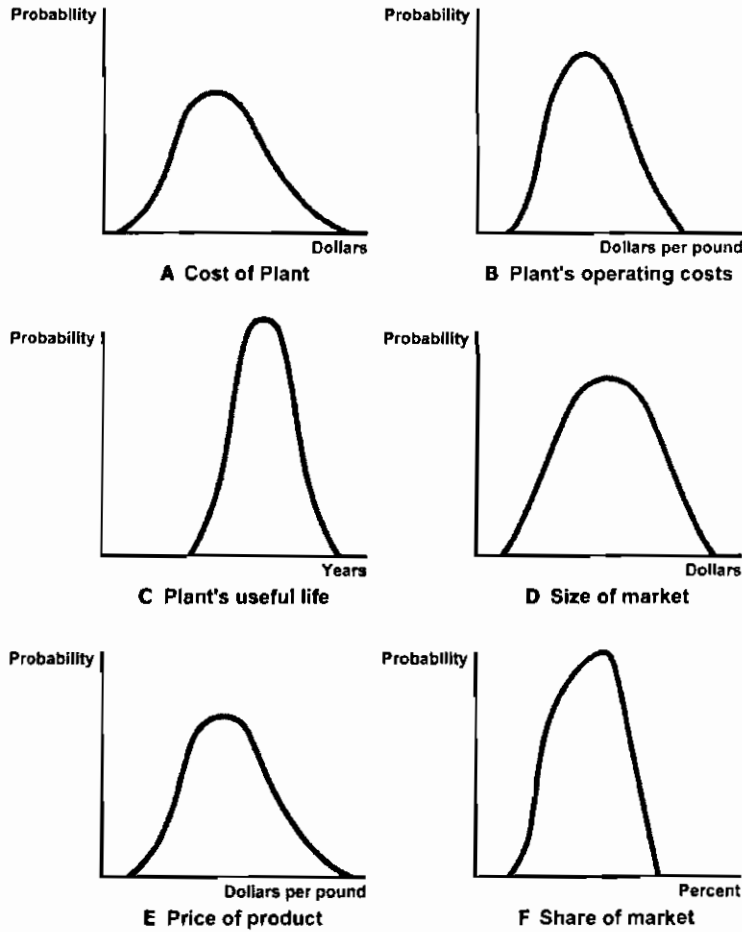 Probability
Probability
Dollars
Dollars per pound
A Cost of Plant
B Plant's operating costs
Probability
Probability
Years
Dollars
C Plant's useful life
D Size of market
Probability
Probability
Dollars per pound
Percent
E Price of product
F Share of market